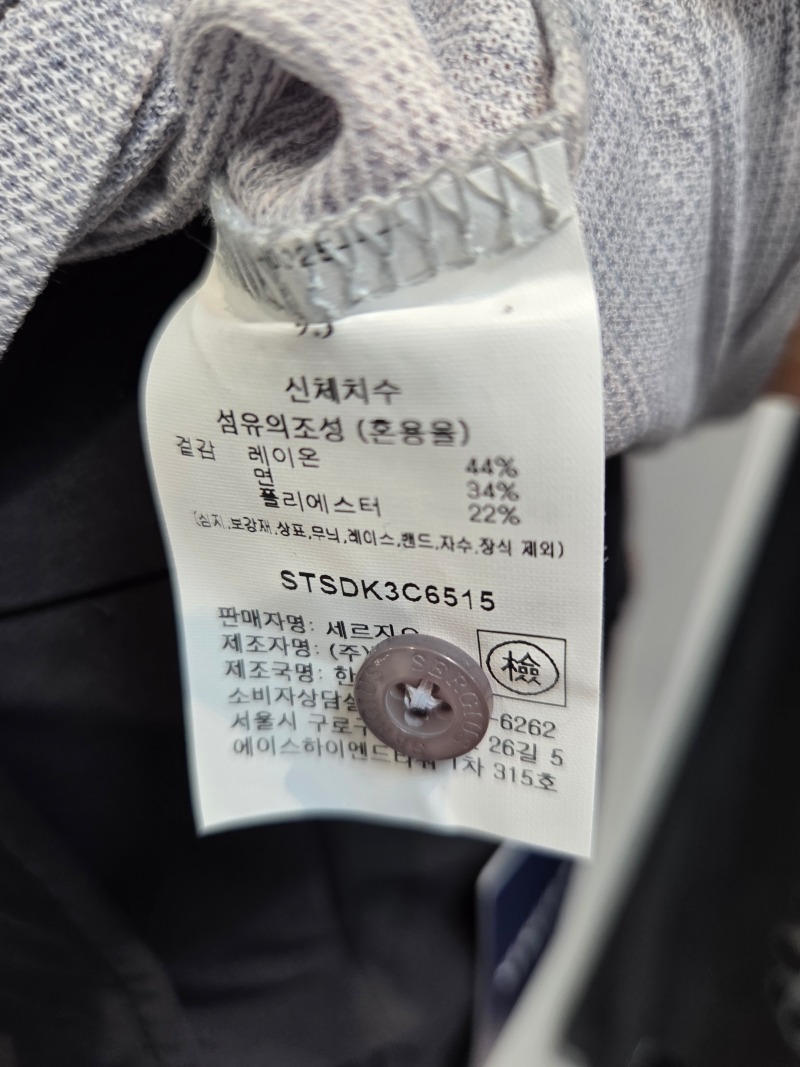 신체치수
섬유의조성 (혼용율)
겉감 레이온 44%
면 34%
폴리에스터 22%
(심지,보강재,상표,무늬,레이스,밴드,자수,장식 제외)
STSDK3C6515
판매자명: 세르지오
제조자명: (주)
제조국명: 한
檢
소비자상담실 -6262
서울시 구로구 26길 5
에이스하이엔드타워 1차 315호
SERGIO